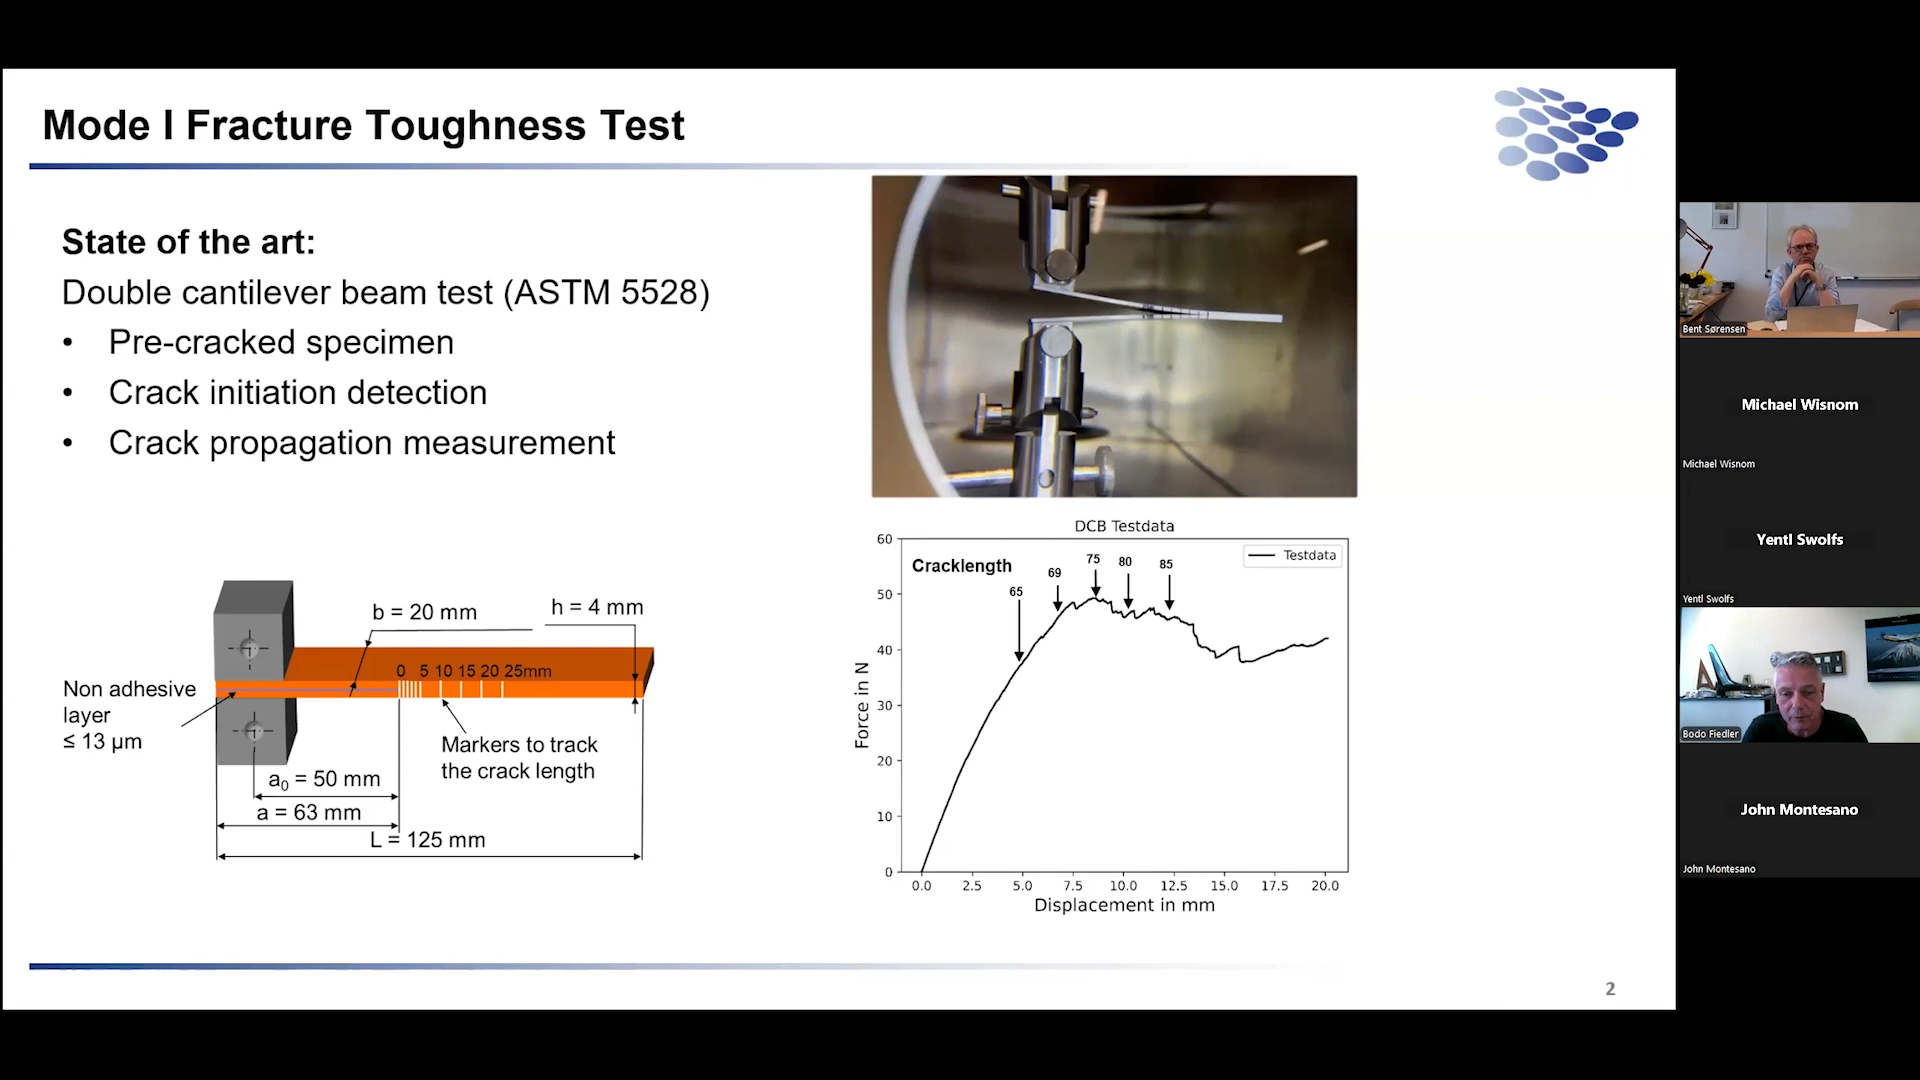 Mode I Fracture Toughness Test
State of the art:
Double cantilever beam test (ASTM 5528)
• Pre-cracked specimen
• Crack initiation detection
• Crack propagation measurement
b = 20 mm
h = 4 mm
0 5 10 15 20 25mm
Non adhesive
layer
≤ 13 µm
Markers to track
the crack length
a₀ = 50 mm
a = 63 mm
L = 125 mm
DCB Testdata
Cracklength
65
69
75
80
85
Testdata
Force in N
60
50
40
30
20
10
0
0.0 2.5 5.0 7.5 10.0 12.5 15.0 17.5 20.0
Displacement in mm
2
Bent Sørensen
Michael Wisnom
Michael Wisnom
Yentl Swolfs
Yentl Swolfs
Bodo Fiedler
John Montesano
John Montesano